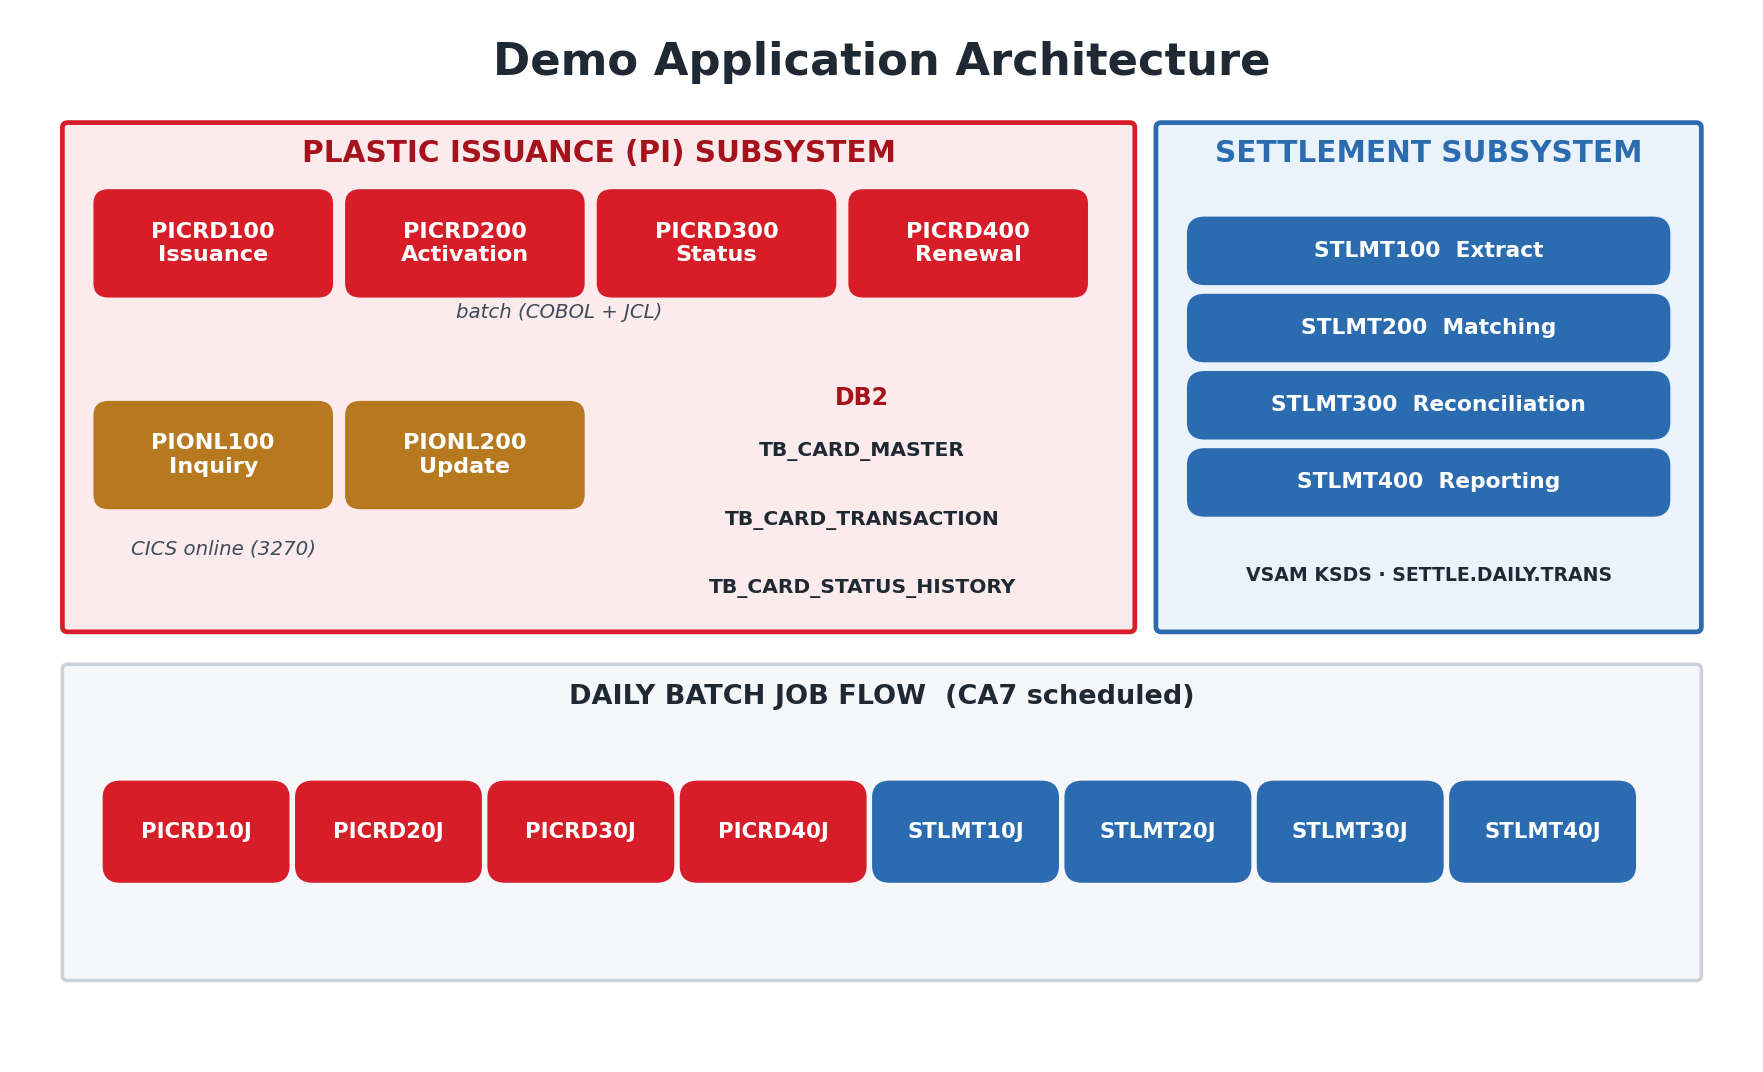 Demo Application Architecture
PLASTIC ISSUANCE (PI) SUBSYSTEM
PICRD100
Issuance
PICRD200
Activation
PICRD300
Status
PICRD400
Renewal
batch (COBOL + JCL)
PIONL100
Inquiry
PIONL200
Update
CICS online (3270)
DB2
TB_CARD_MASTER
TB_CARD_TRANSACTION
TB_CARD_STATUS_HISTORY
SETTLEMENT SUBSYSTEM
STLMT100  Extract
STLMT200  Matching
STLMT300  Reconciliation
STLMT400  Reporting
VSAM KSDS · SETTLE.DAILY.TRANS
DAILY BATCH JOB FLOW  (CA7 scheduled)
PICRD10J
PICRD20J
PICRD30J
PICRD40J
STLMT10J
STLMT20J
STLMT30J
STLMT40J